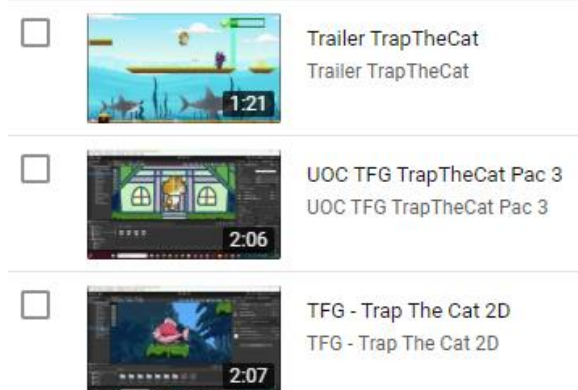 Trailer TrapTheCat
Trailer TrapTheCat
1:21
UOC TFG TrapTheCat Pac 3
UOC TFG TrapTheCat Pac 3
2:06
TFG - Trap The Cat 2D
TFG - Trap The Cat 2D
2:07